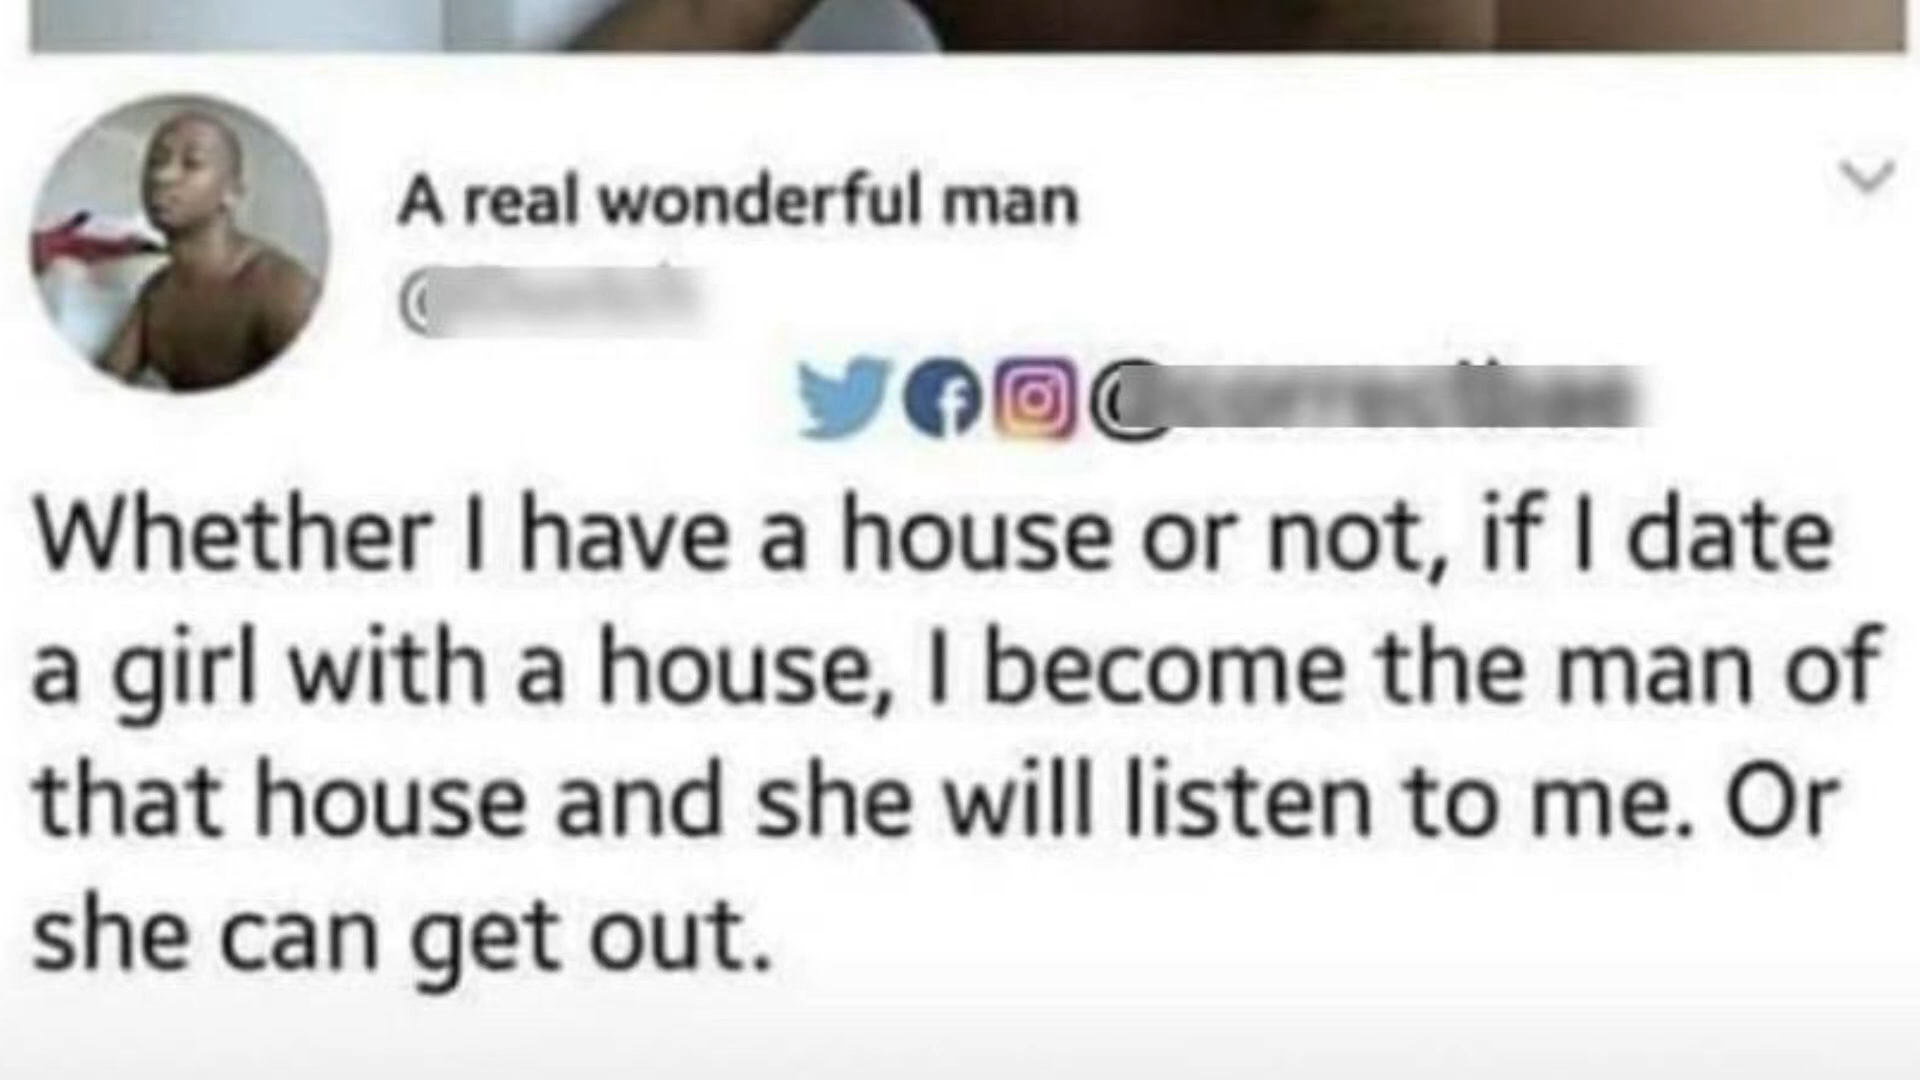 A real wonderful man
@
@
Whether I have a house or not, if I date
a girl with a house, I become the man of
that house and she will listen to me. Or
she can get out.